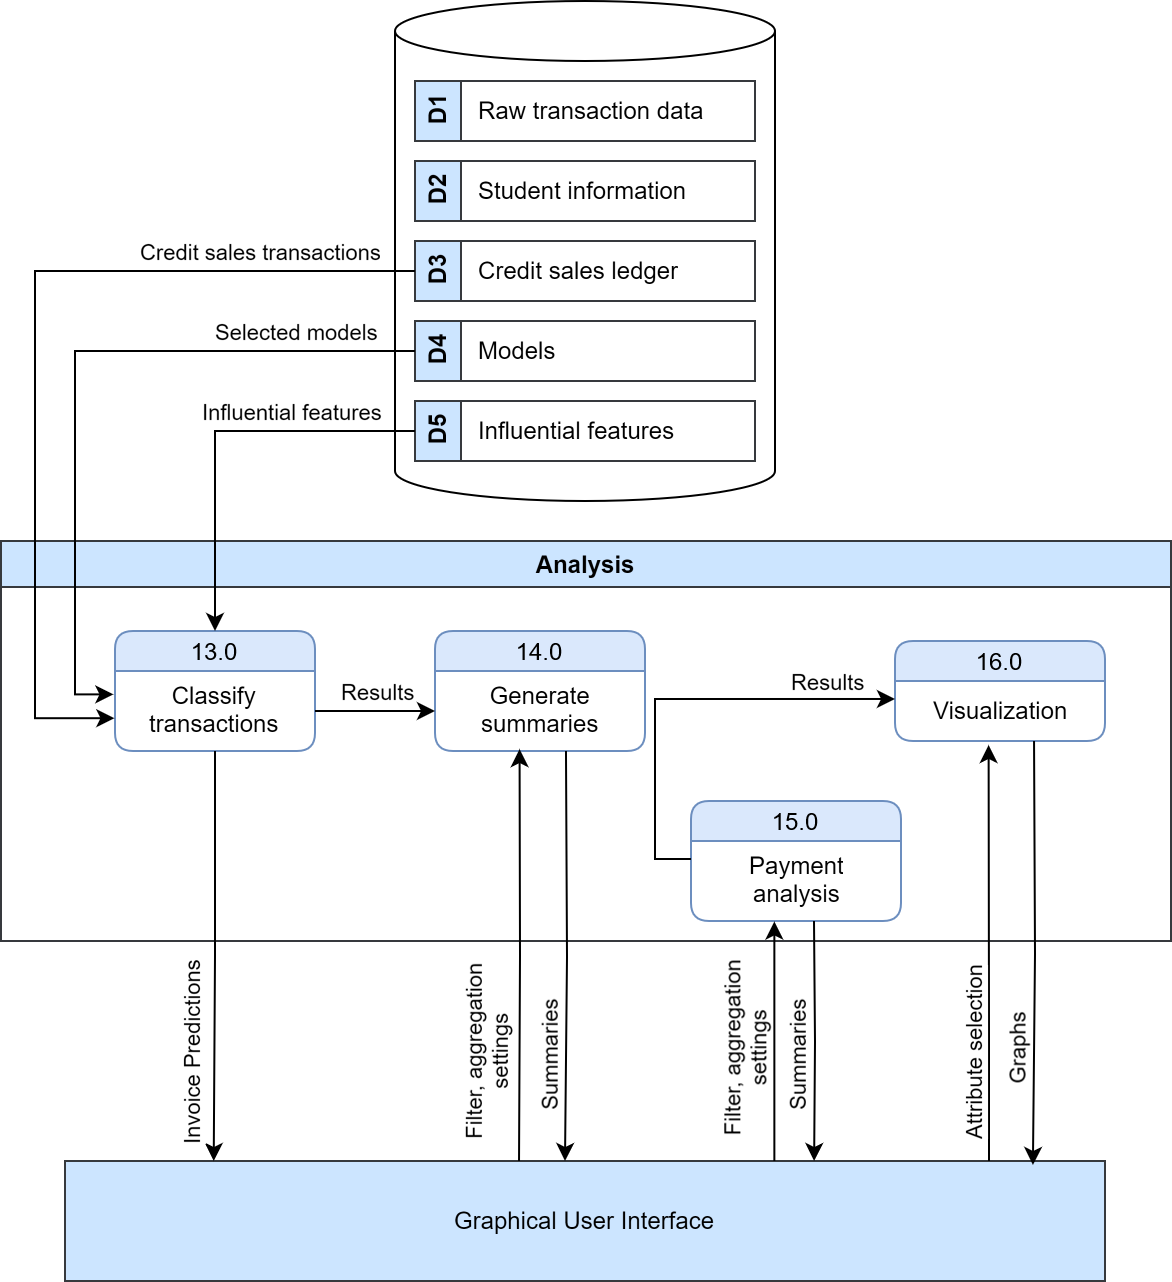 D1
Raw transaction data
D2
Student information
Credit sales transactions
D3
Credit sales ledger
Selected models
D4
Models
Influential features
D5
Influential features
Analysis
13.0
Classify
transactions
Results
14.0
Generate
summaries
Results
16.0
Visualization
15.0
Payment
analysis
Invoice Predictions
Filter, aggregation
settings
Summaries
Filter, aggregation
settings
Summaries
Attribute selection
Graphs
Graphical User Interface